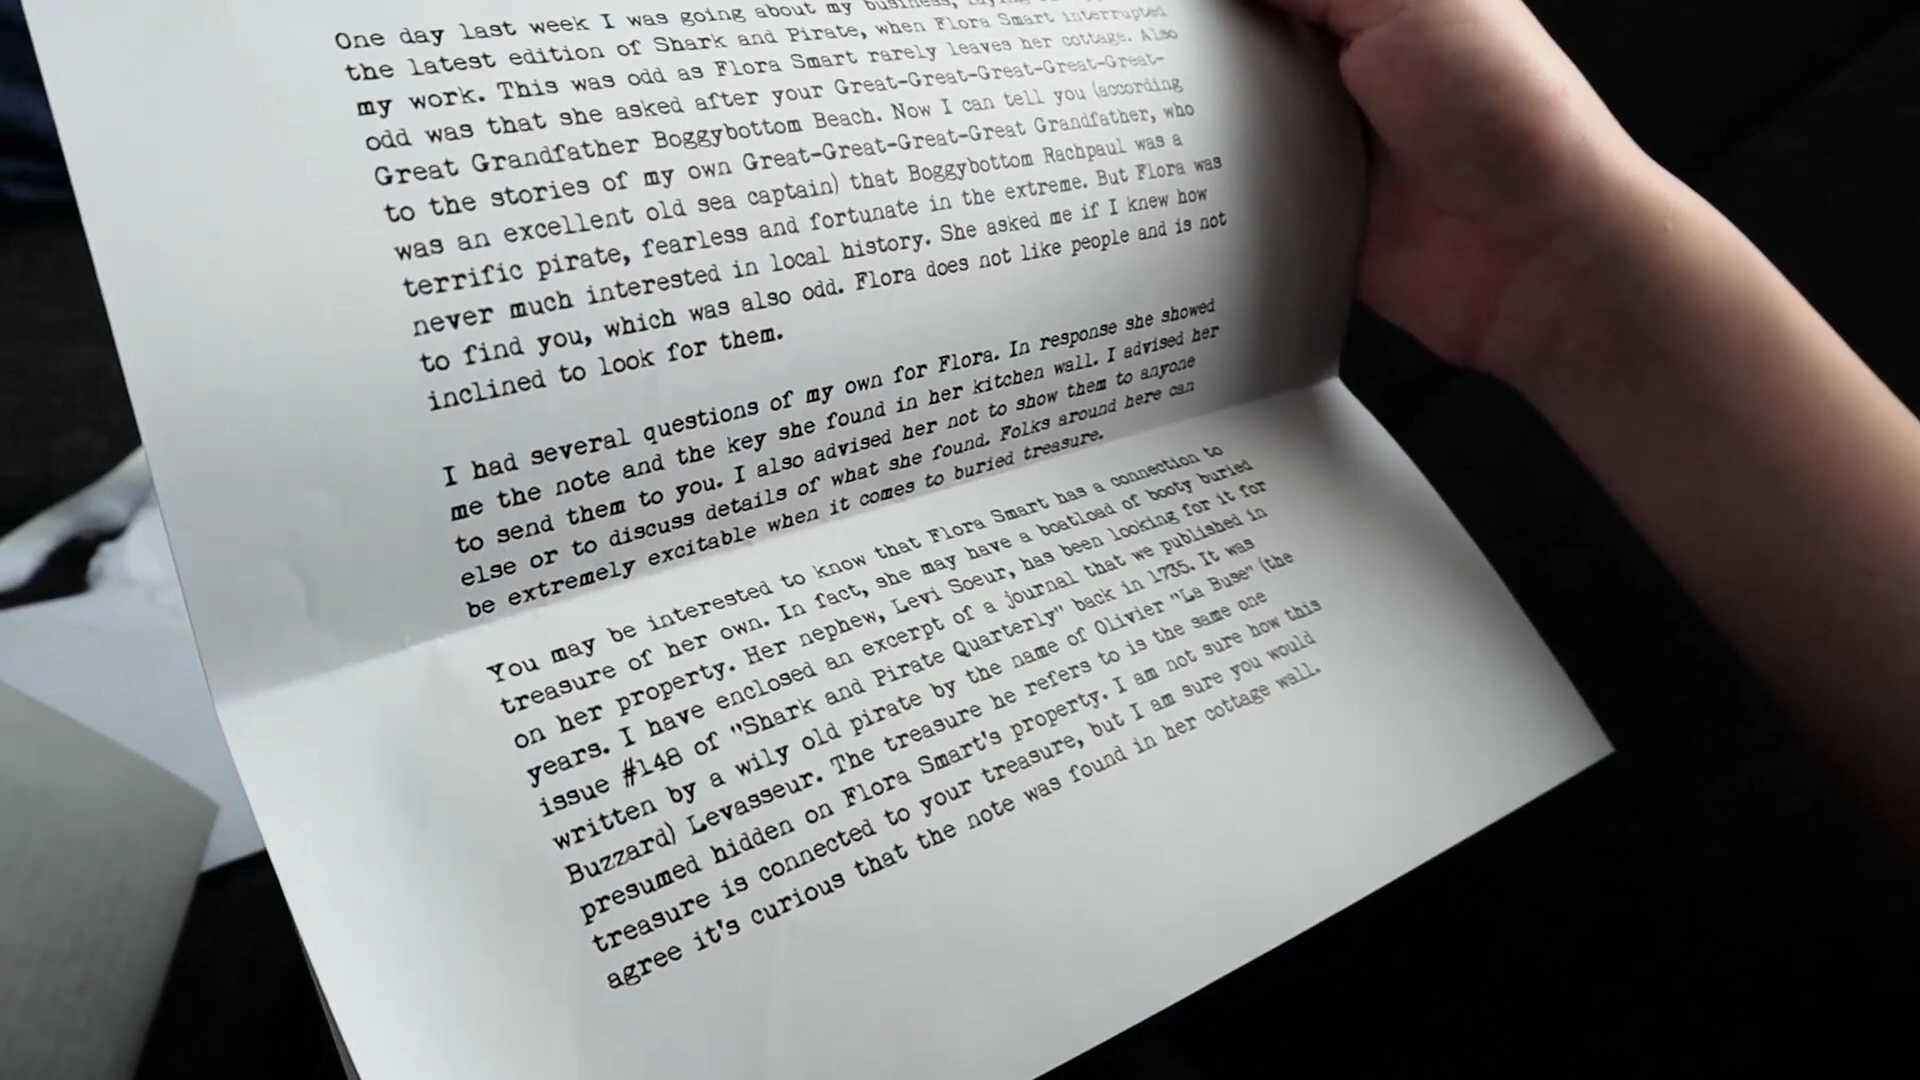 One day last week I was going about my business,
the latest edition of Shark and Pirate, when Flora Smart interrupted
my work. This was odd as Flora Smart rarely leaves her cottage. Also
odd was that she asked after your Great-Great-Great-Great-Great-
Great Grandfather Boggybottom Beach. Now I can tell you (according
to the stories of my own Great-Great-Great-Great Grandfather, who
was an excellent old sea captain) that Boggybottom Rachpaul was a
terrific pirate, fearless and fortunate in the extreme. But Flora was
never much interested in local history. She asked me if I knew how
to find you, which was also odd. Flora does not like people and is not
inclined to look for them.
I had several questions of my own for Flora. In response she showed
me the note and the key she found in her kitchen wall. I advised her
to send them to you. I also advised her not to show them to anyone
else or to discuss details of what she found. Folks around here can
be extremely excitable when it comes to buried treasure.
You may be interested to know that Flora Smart has a connection to
treasure of her own. In fact, she may have a boatload of booty buried
on her property. Her nephew, Levi Soeur, has been looking for it for
years. I have enclosed an excerpt of a journal that we published in
issue #148 of "Shark and Pirate Quarterly" back in 1735. It was
written by a wily old pirate by the name of Olivier "La Buse" (the
Buzzard) Levasseur. The treasure he refers to is the same one
presumed hidden on Flora Smart's property. I am not sure how this
treasure is connected to your treasure, but I am sure you would
agree it's curious that the note was found in her cottage wall.